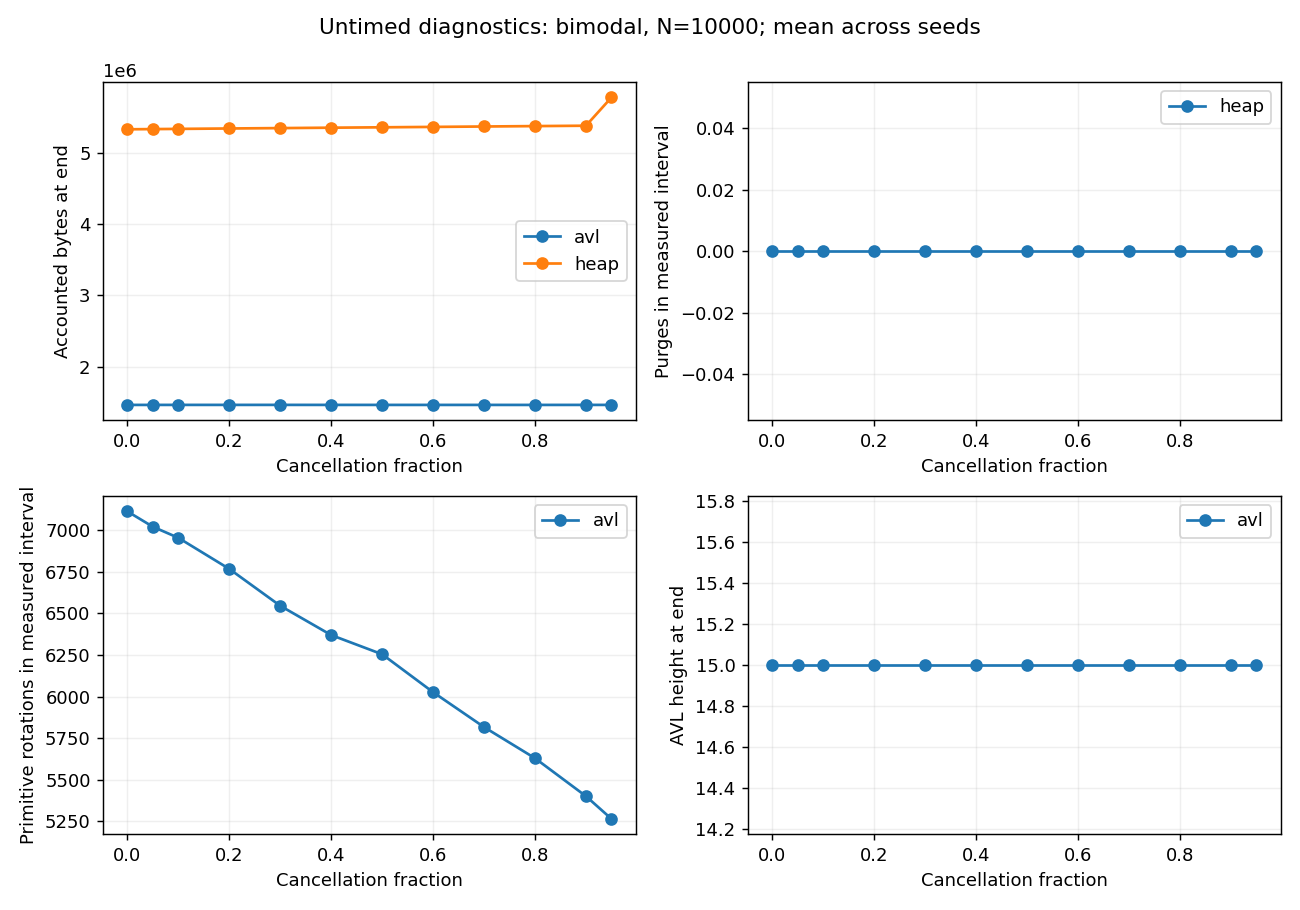 Untimed diagnostics: bimodal, N=10000; mean across seeds
1e6
Accounted bytes at end
5
4
3
2
avl
heap
0.0 0.2 0.4 0.6 0.8
Cancellation fraction
Purges in measured interval
0.04
0.02
0.00
−0.02
−0.04
heap
0.0 0.2 0.4 0.6 0.8
Cancellation fraction
Primitive rotations in measured interval
7000
6750
6500
6250
6000
5750
5500
5250
avl
0.0 0.2 0.4 0.6 0.8
Cancellation fraction
AVL height at end
15.8
15.6
15.4
15.2
15.0
14.8
14.6
14.4
14.2
avl
0.0 0.2 0.4 0.6 0.8
Cancellation fraction